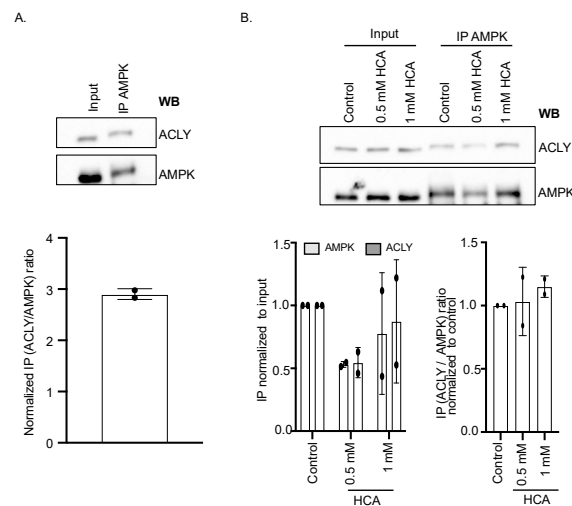 A.
Input
IP AMPK
WB
ACLY
AMPK
Normalized IP (ACLY/AMPK) ratio
4
3
2
1
0
B.
Input
IP AMPK
Control
0.5 mM HCA
1 mM HCA
Control
0.5 mM HCA
1 mM HCA
WB
ACLY
AMPK
AMPK
ACLY
IP normalized to input
1.5
1.0
0.5
0.0
Control
0.5 mM
1 mM
HCA
IP (ACLY / AMPK) ratio
normalized to control
1.5
1.0
0.5
0.0
Control
0.5 mM
1 mM
HCA